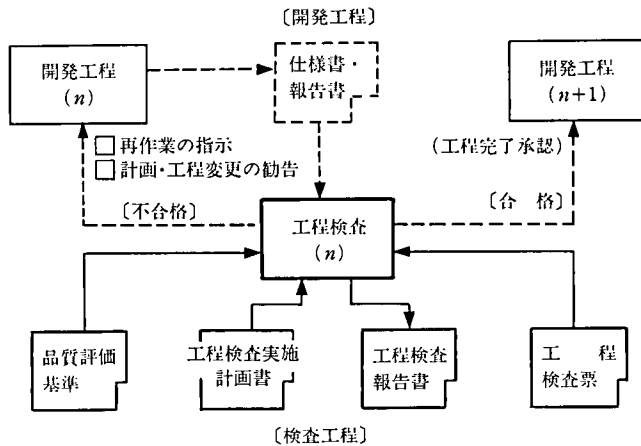 〔開発工程〕
開発工程
(n)
仕様書・
報告書
開発工程
(n+1)
再作業の指示
計画・工程変更の勧告
(工程完了承認)
〔不合格〕
〔合 格〕
工程検査
(n)
品質評価
基準
工程検査実施
計画書
工程検査
報告書
工 程
検査票
〔検査工程〕